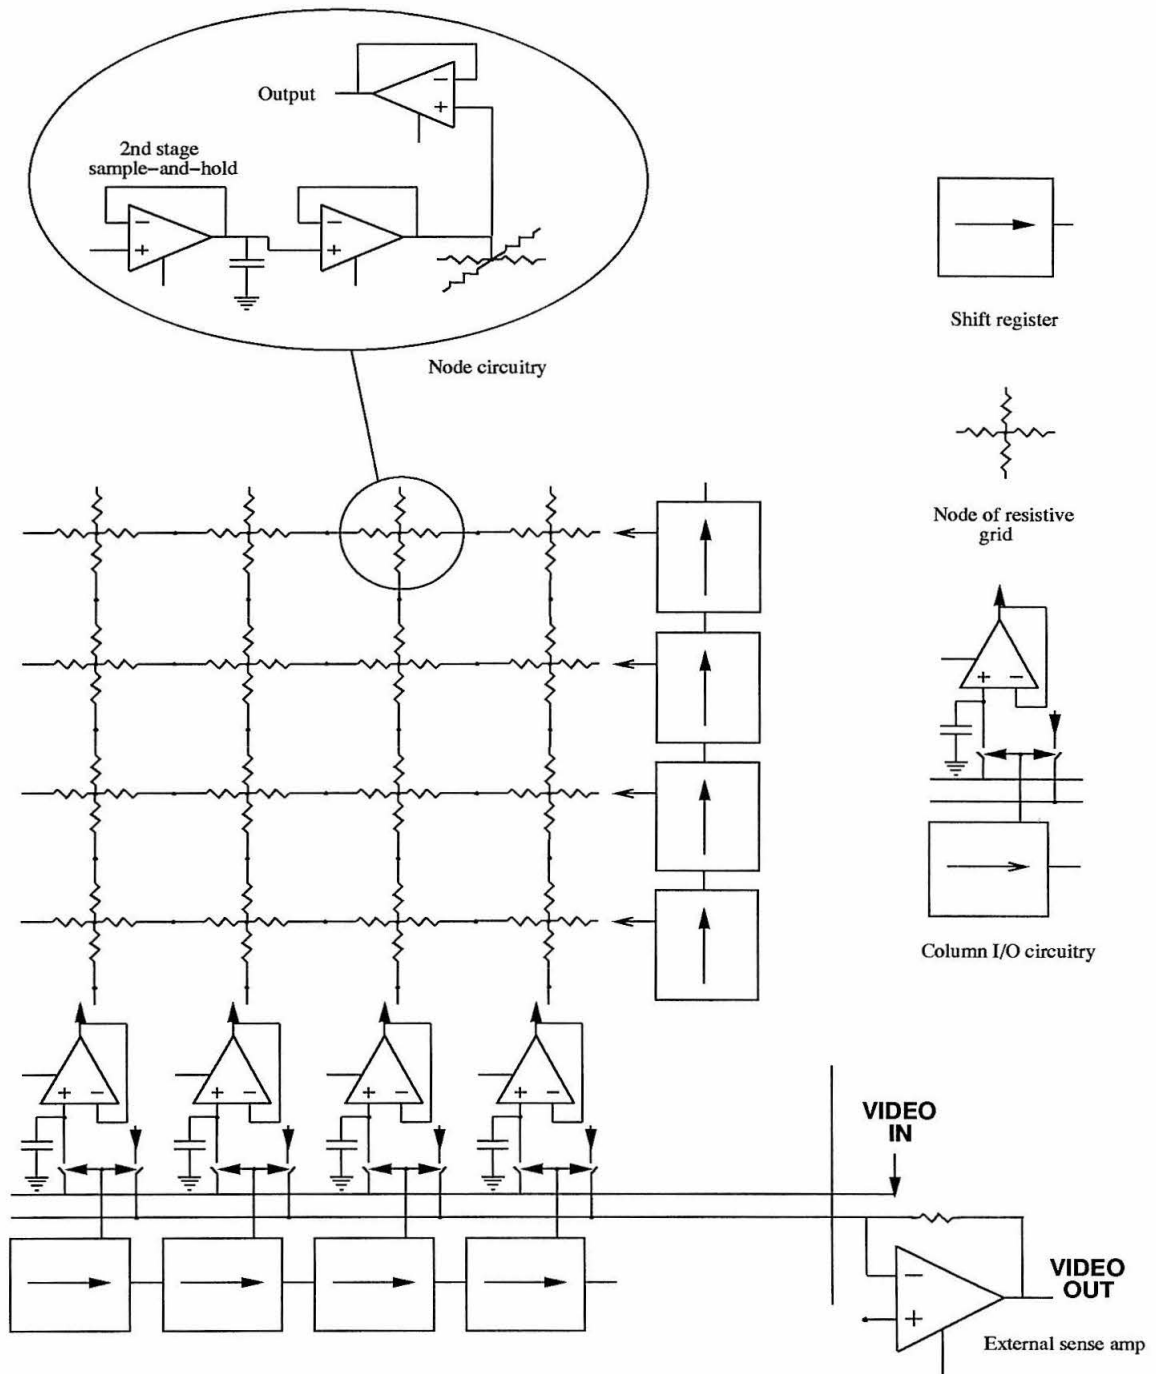 Output
2nd stage
sample-and-hold
Node circuitry
Shift register
Node of resistive
grid
Column I/O circuitry
VIDEO
IN
VIDEO
OUT
External sense amp